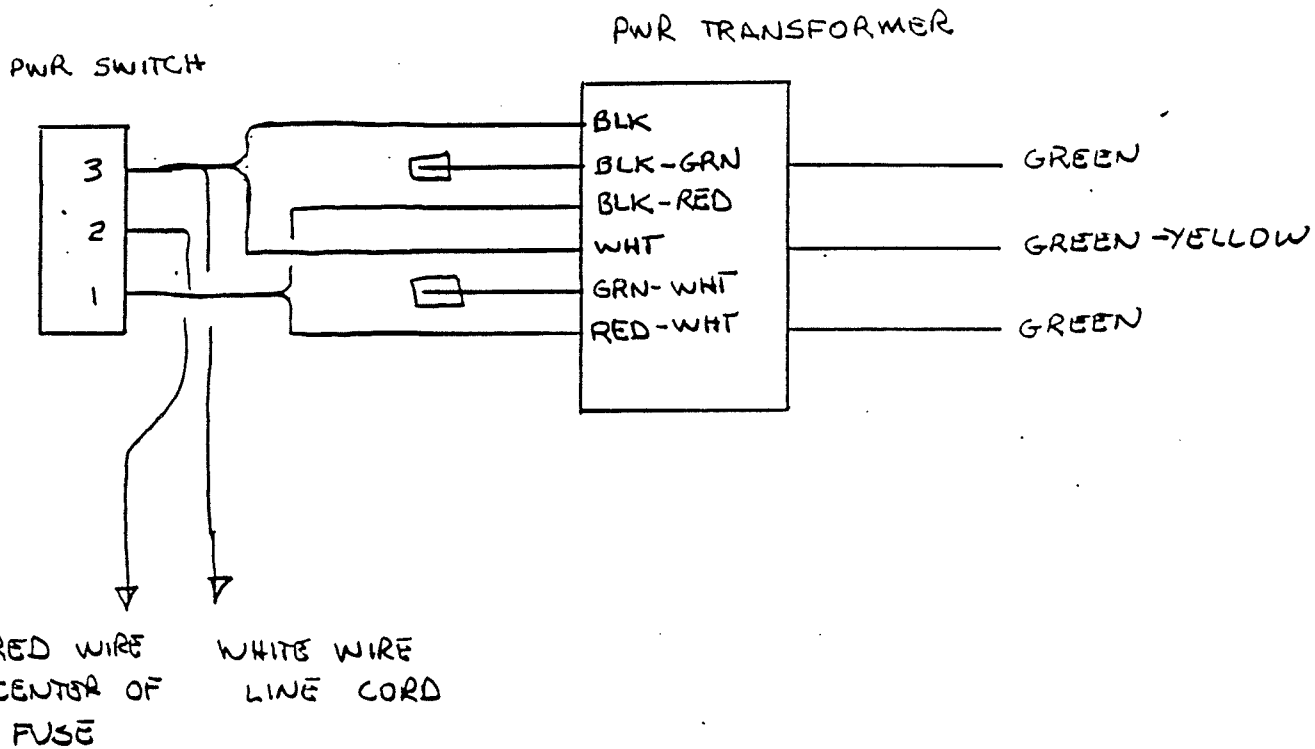 PWR TRANSFORMER
PWR SWITCH
3
2
1
BLK
BLK-GRN
BLK-RED
WHT
GRN-WHT
RED-WHT
GREEN
GREEN-YELLOW
GREEN
RED WIRE
CENTER OF
FUSE
WHITE WIRE
LINE CORD